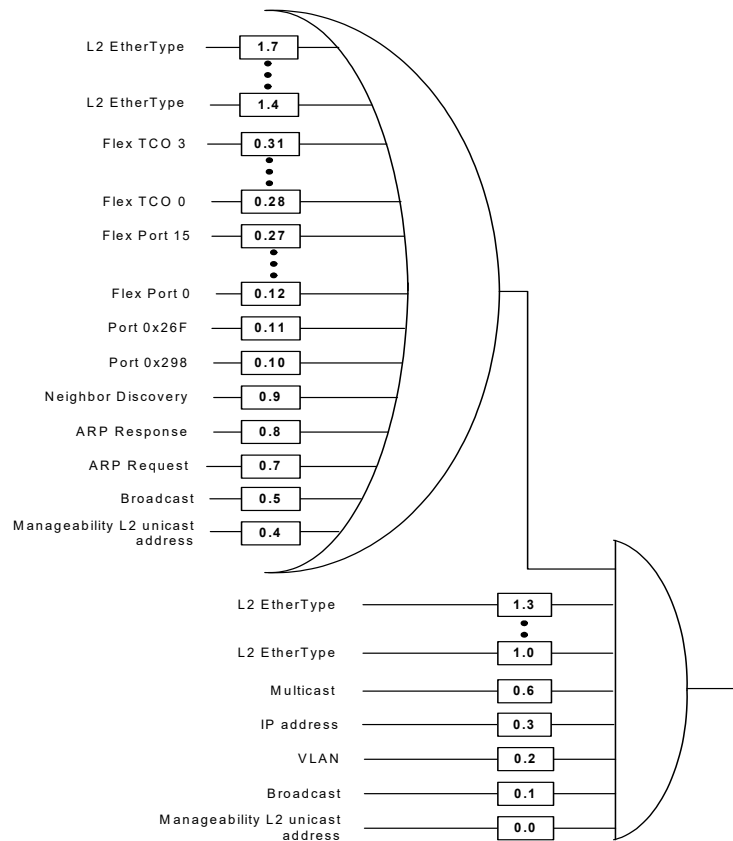 L2 EtherType 1.7
L2 EtherType 1.4
Flex TCO 3 0.31
Flex TCO 0 0.28
Flex Port 15 0.27
Flex Port 0 0.12
Port 0x26F 0.11
Port 0x298 0.10
Neighbor Discovery 0.9
ARP Response 0.8
ARP Request 0.7
Broadcast 0.5
Manageability L2 unicast
address 0.4
L2 EtherType 1.3
L2 EtherType 1.0
Multicast 0.6
IP address 0.3
VLAN 0.2
Broadcast 0.1
Manageability L2 unicast
address 0.0